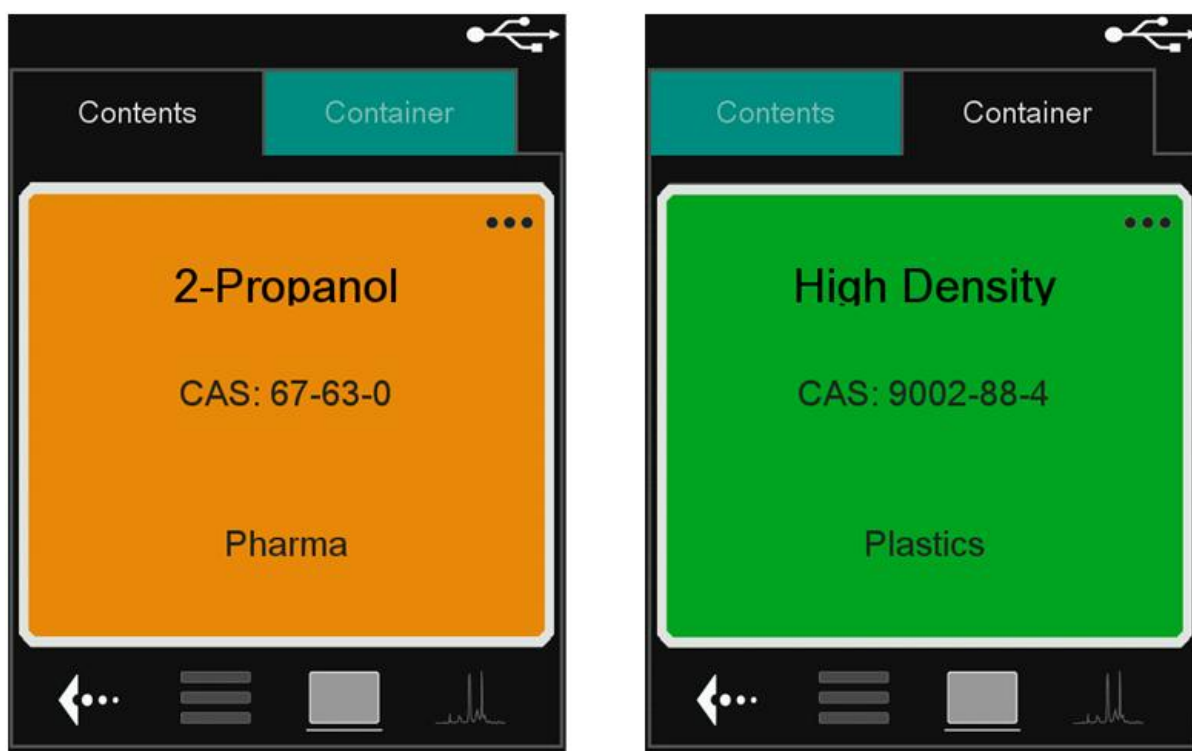 Contents Container
2-Propanol
CAS: 67-63-0
Pharma
Contents Container
High Density
CAS: 9002-88-4
Plastics